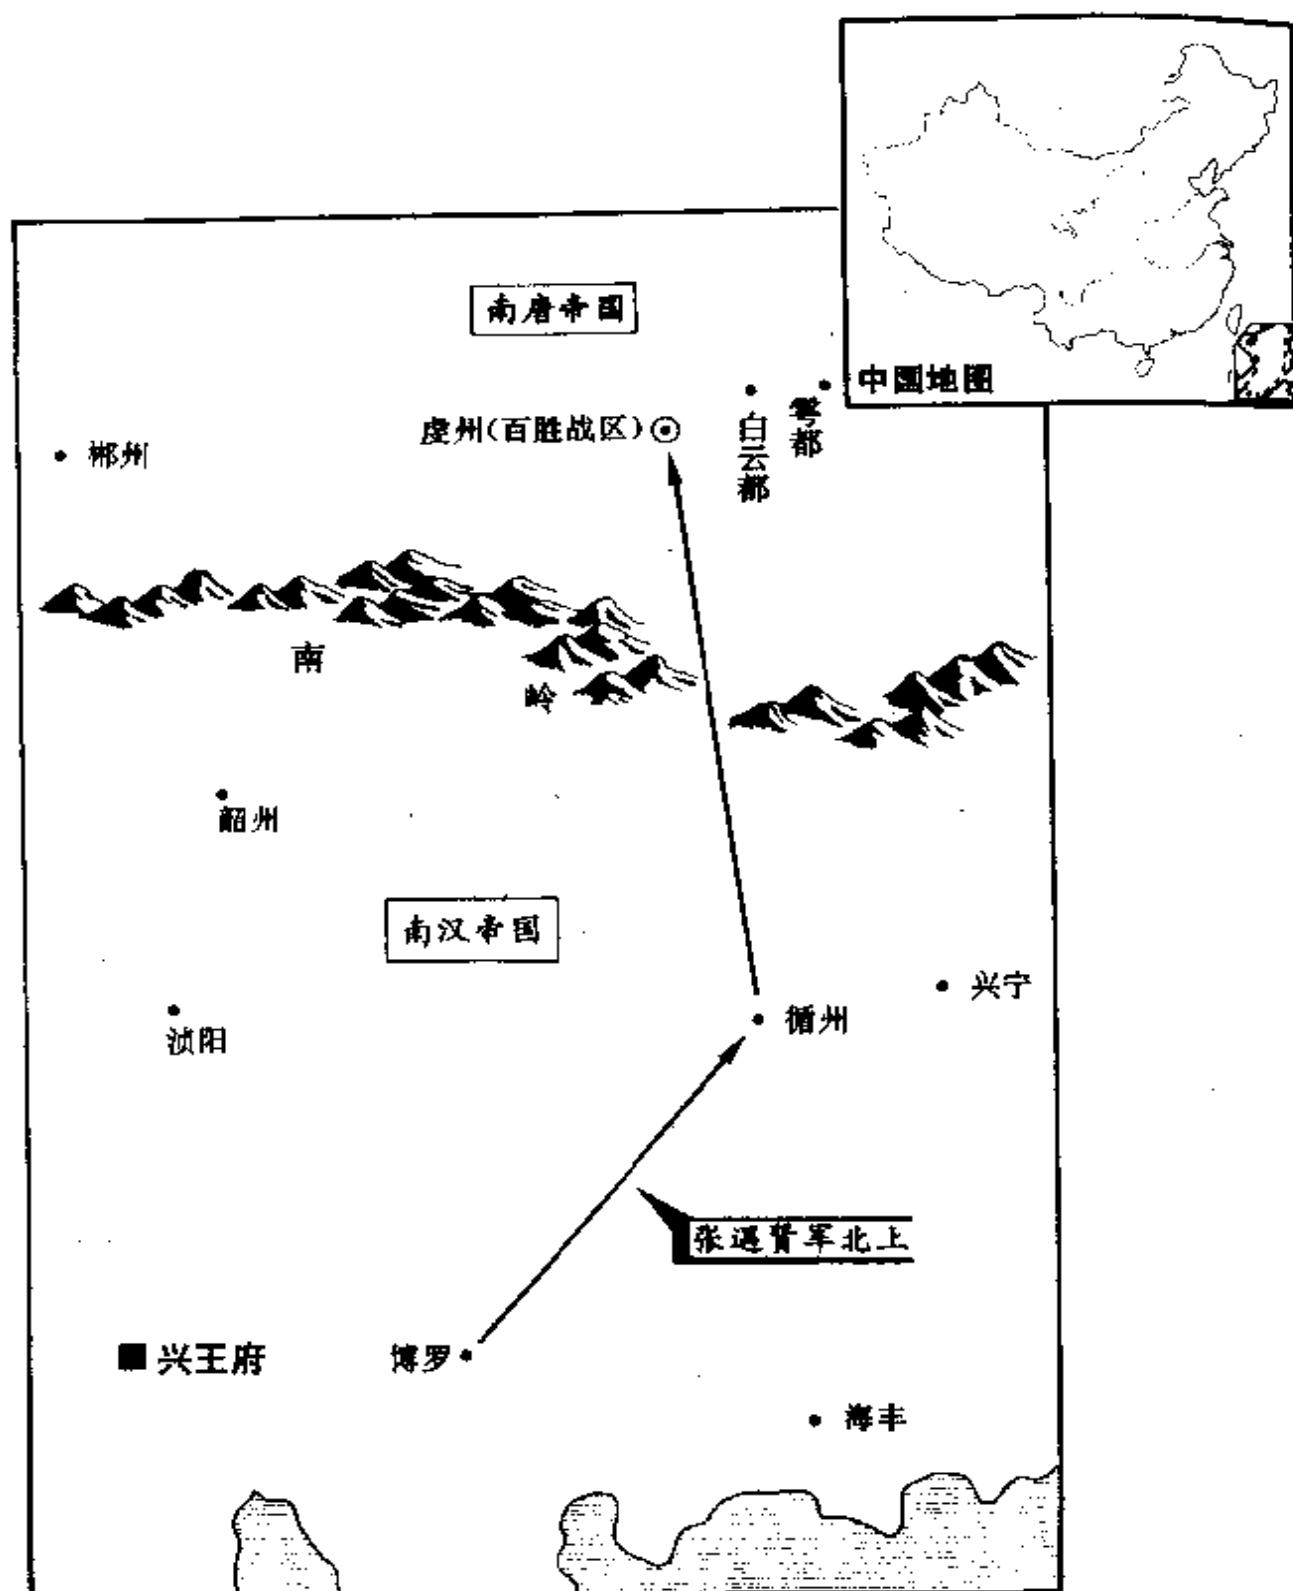 中国地图
南唐帝国
虔州(百胜战区)
白云都
雩都
郴州
南
岭
韶州
南汉帝国
兴宁
循州
浈阳
张遇贤军北上
兴王府
博罗
海丰